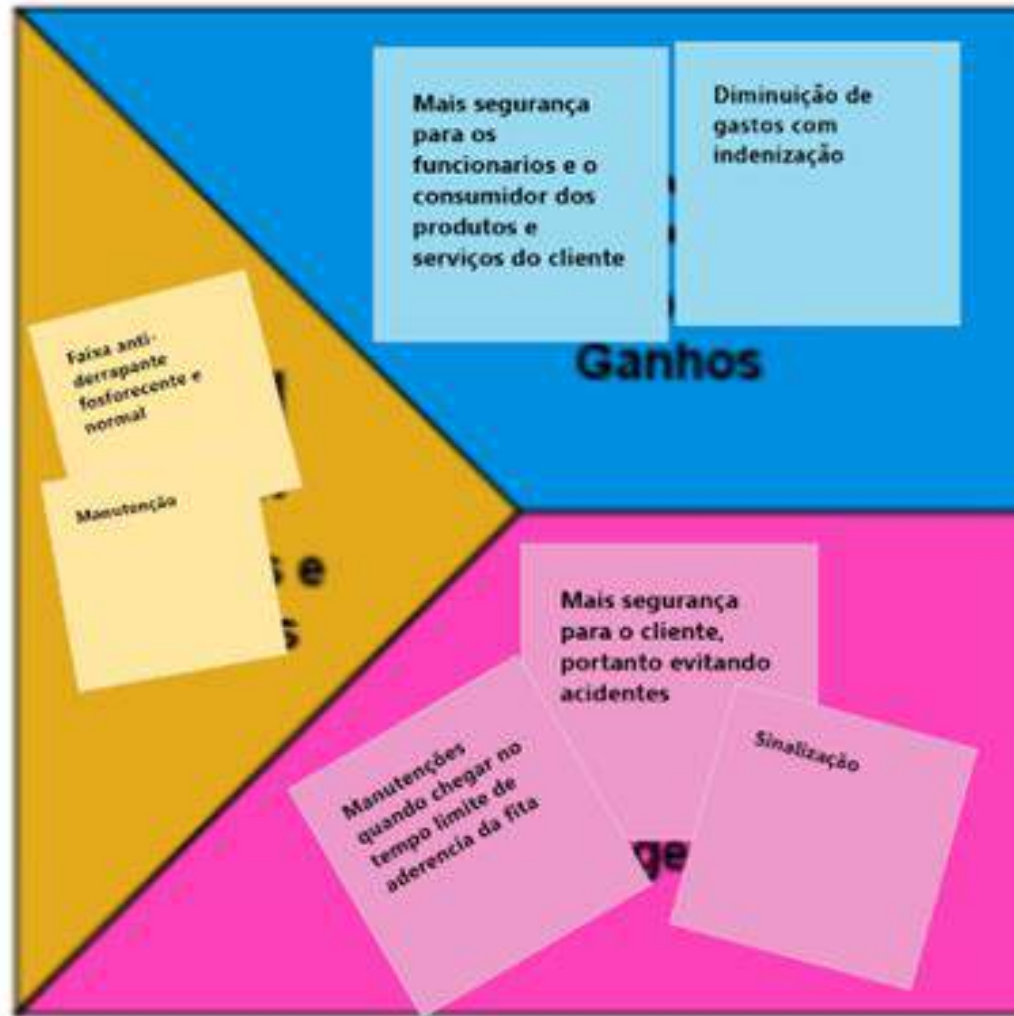 Mais segurança
para os
funcionarios e o
consumidor dos
produtos e
serviços do cliente
Diminuição de
gastos com
indenização
Ganhos
Faixa anti-
derrapante
fosforecente e
normal
Manutenção
e
Mais segurança
para o cliente,
portanto evitando
acidentes
Manutenções
quando chegar no
tempo limite de
aderencia da fita
Sinalização